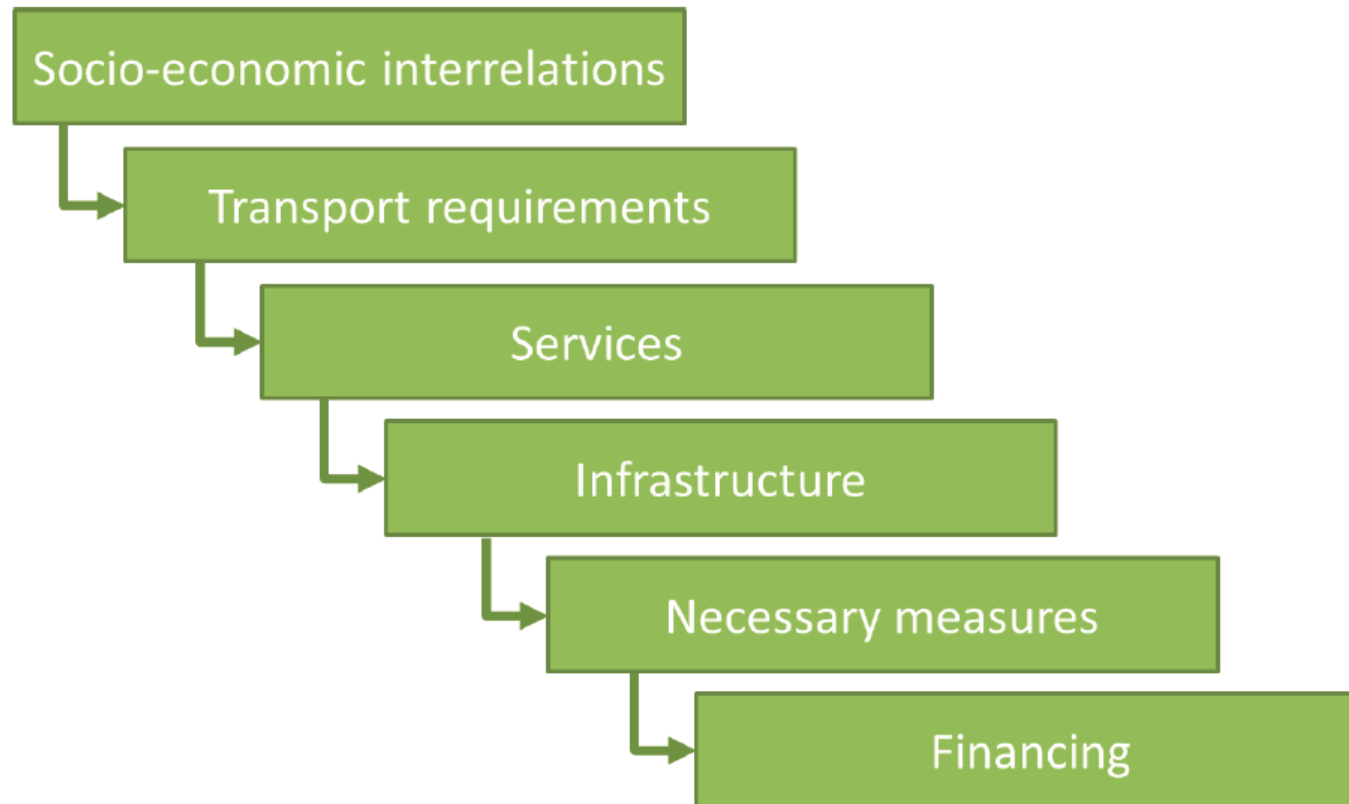 Socio-economic interrelations
Transport requirements
Services
Infrastructure
Necessary measures
Financing